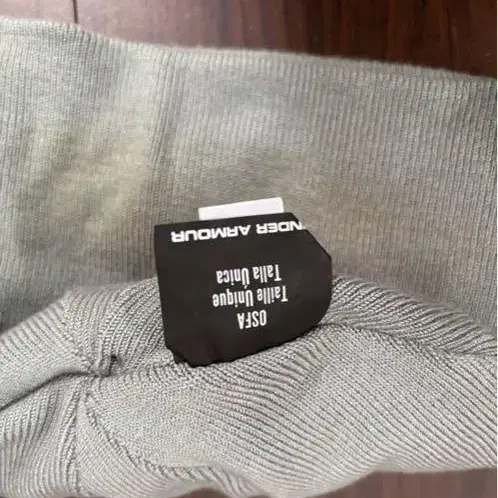 OSFA
Taille Unique
Talla Única
NDER ARMOUR